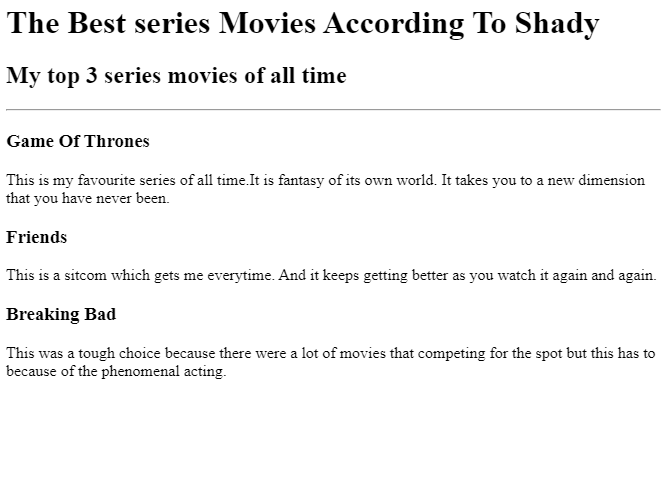 The Best series Movies According To Shady
My top 3 series movies of all time
Game Of Thrones
This is my favourite series of all time.It is fantasy of its own world. It takes you to a new dimension
that you have never been.
Friends
This is a sitcom which gets me everytime. And it keeps getting better as you watch it again and again.
Breaking Bad
This was a tough choice because there were a lot of movies that competing for the spot but this has to
because of the phenomenal acting.